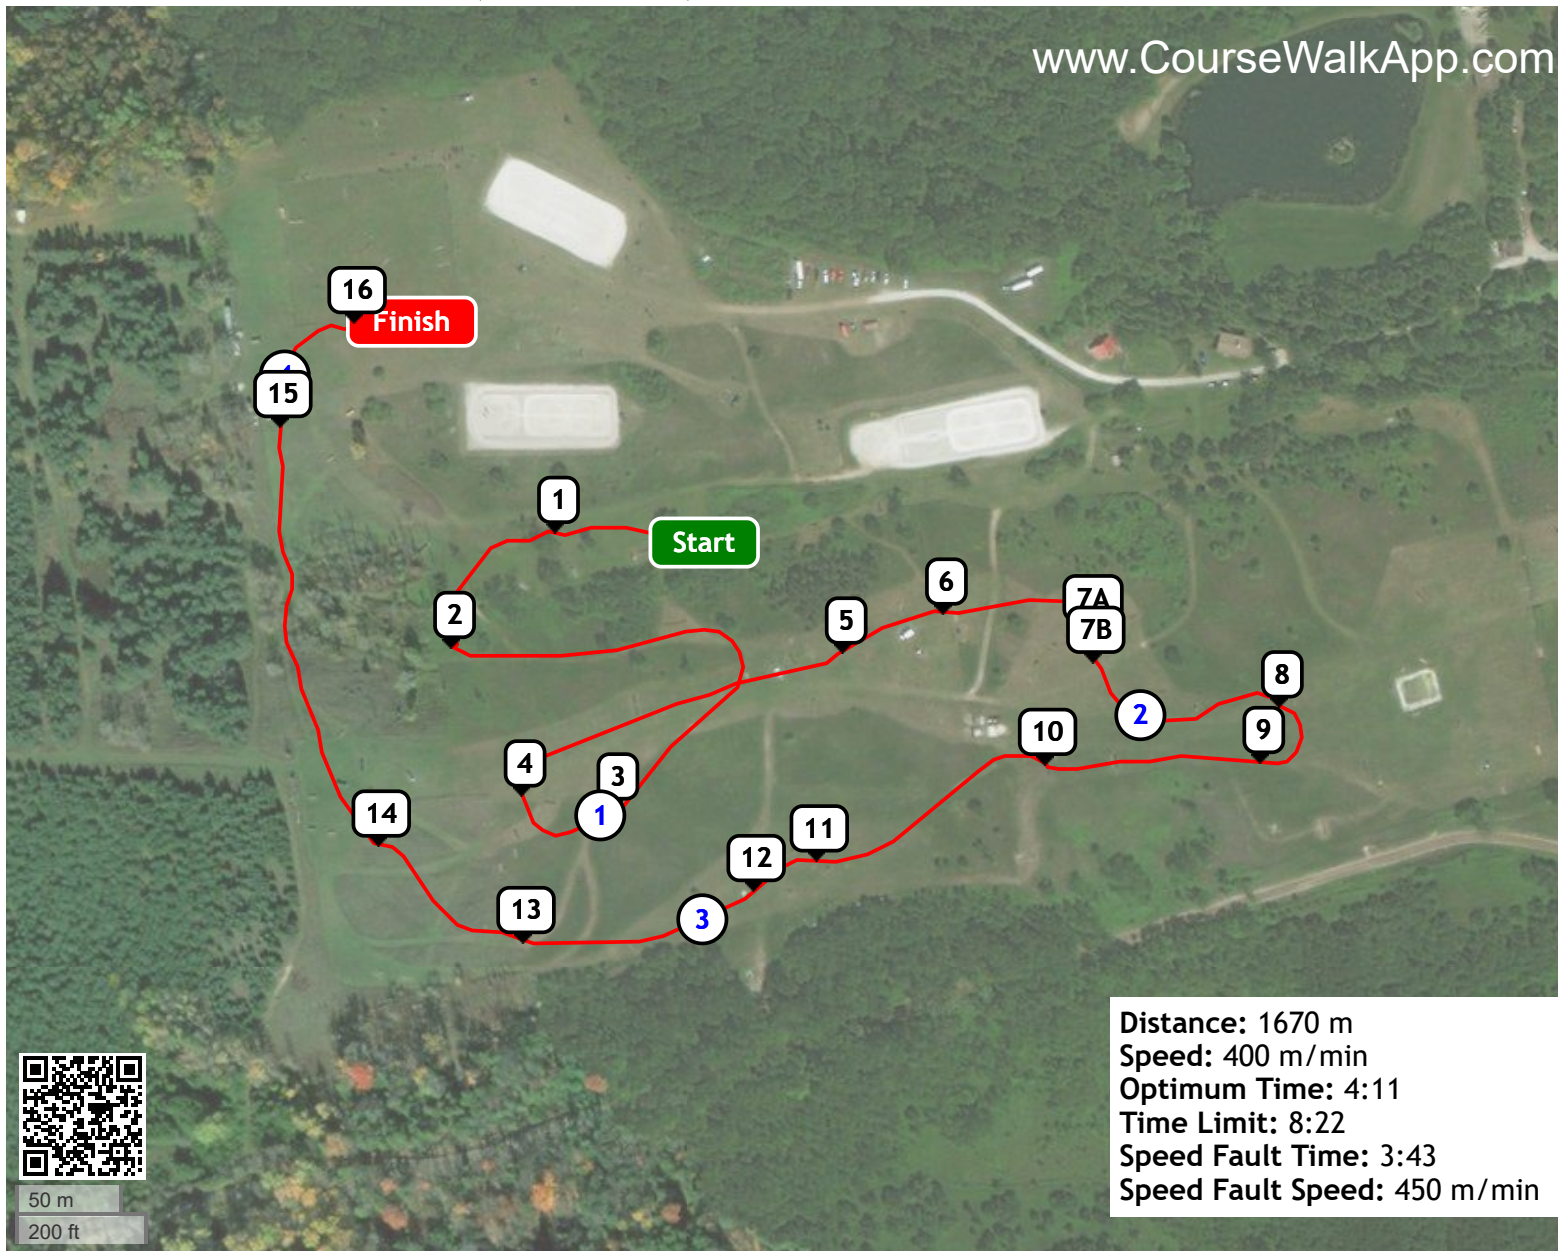 www.CourseWalkApp.com
16
Finish
4
15
1
Start
2
5
6
7A
7B
8
9
2
10
4
3
1
14
11
12
13
3
Distance: 1670 m
Speed: 400 m/min
Optimum Time: 4:11
Time Limit: 8:22
Speed Fault Time: 3:43
Speed Fault Speed: 450 m/min
50 m
200 ft